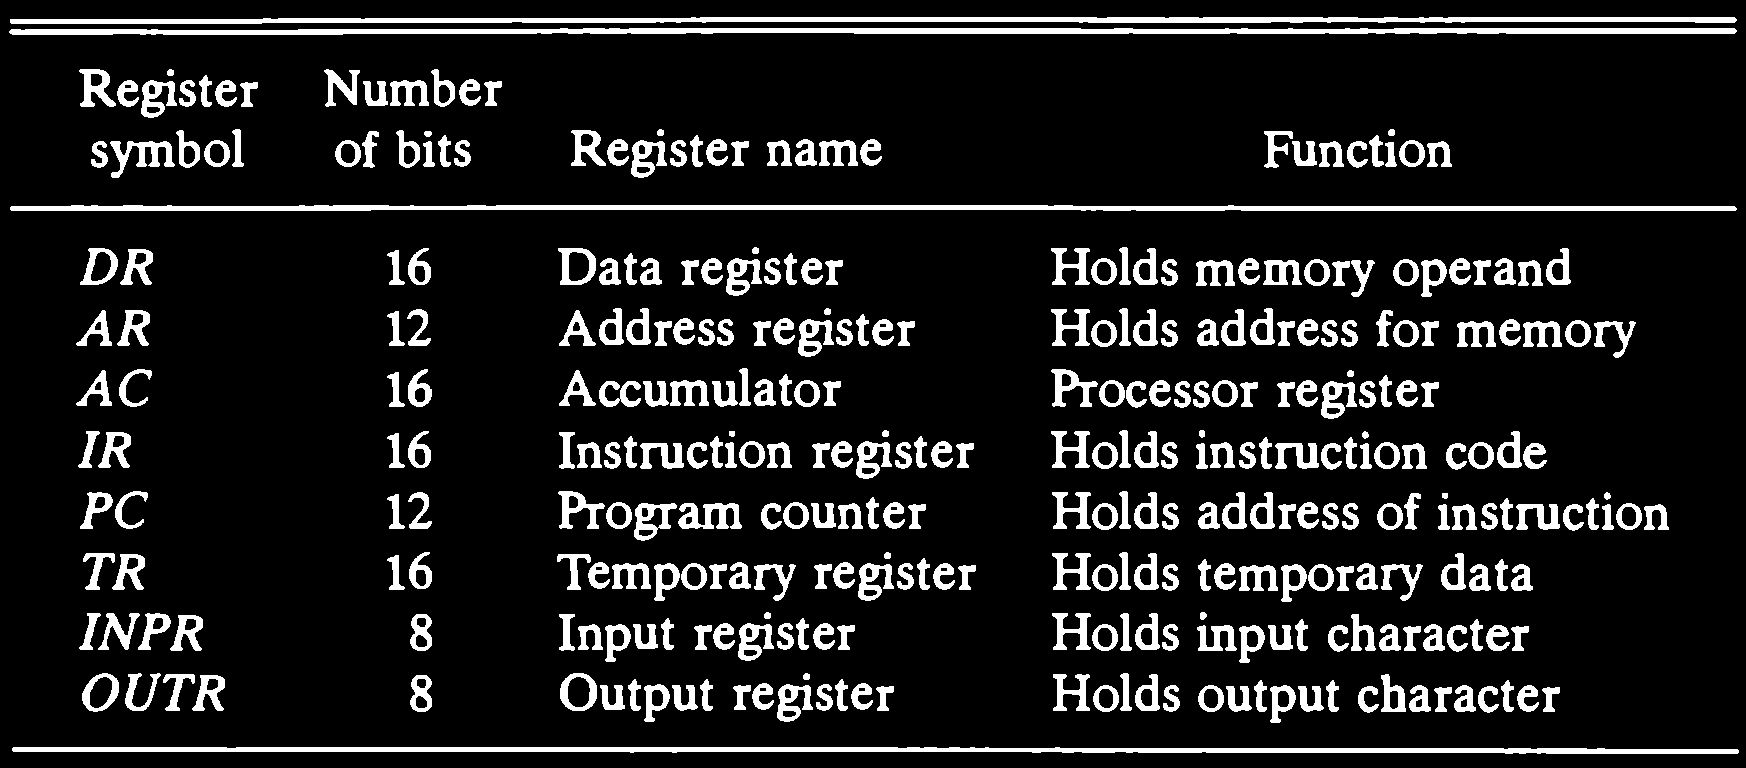 Register Number
symbol of bits Register name Function
DR 16 Data register Holds memory operand
AR 12 Address register Holds address for memory
AC 16 Accumulator Processor register
IR 16 Instruction register Holds instruction code
PC 12 Program counter Holds address of instruction
TR 16 Temporary register Holds temporary data
INPR 8 Input register Holds input character
OUTR 8 Output register Holds output character